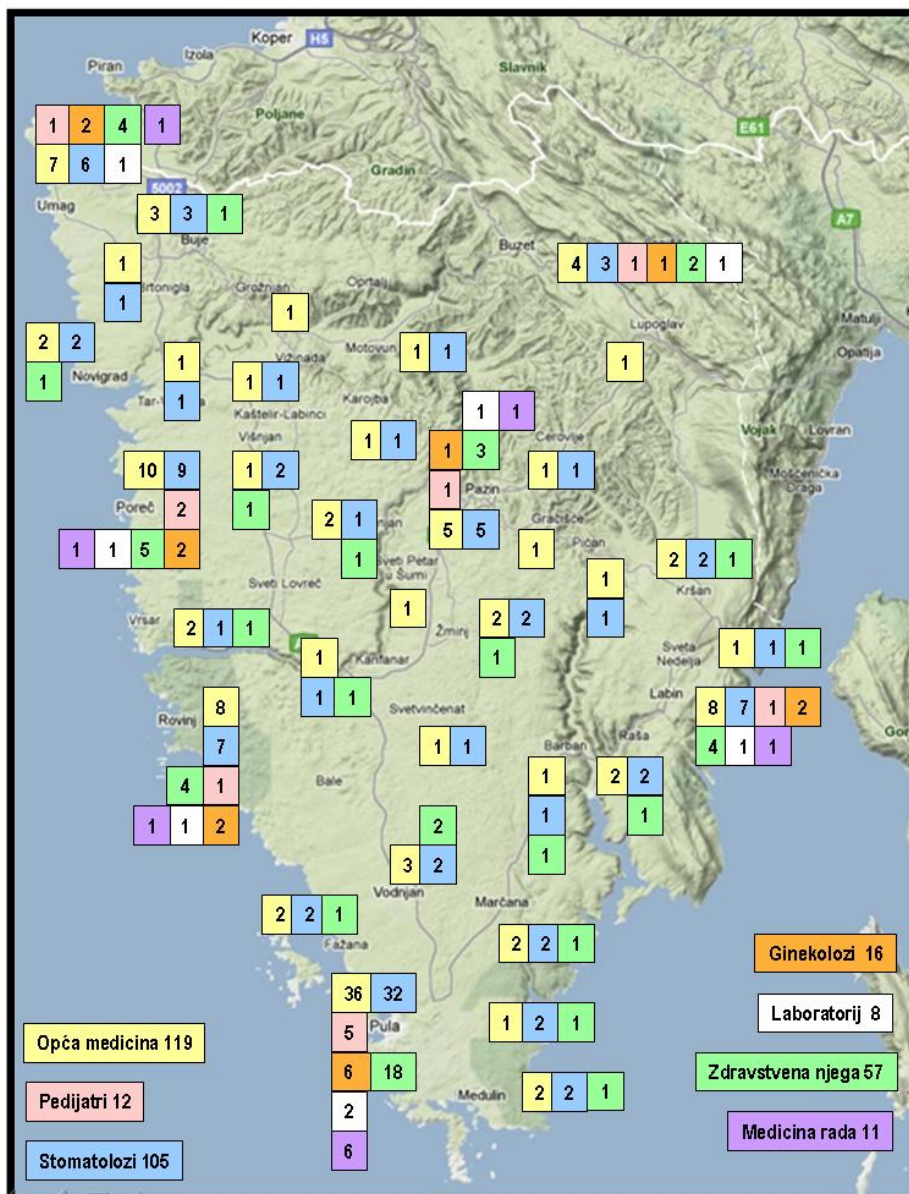 Koper
H5
Izola
Piran
Slavnik
Poljane
E61
1 2 4 1
Gradin
7 6 1
5002
Umag
A7
3 3 1
Buje
Buzet
1
4 3 1 1 2 1
Brtonigla
Oprtalj
1
Grožnjan
1
Lupoglav
Matulji
2 2
Motovun
1 1
1
Opatija
1
Novigrad
1
Vižinada
1 1
1
Karojba
1 1
Kaštelir-Labinci
Vojak
Lovran
Višnjan
1 1
1 3
Cerovlje
10 9
1 2
1 1
Mošćenička
Draga
Poreč
2
1
1
Pazin
2 1
5 5
Gračišće
1 1 5 2
1
1
Pićan
2 2 1
Sveti Petar
u Šumi
1
Kršan
Sveti Lovreč
1
2 2
1
Vrsar
2 1 1
Žminj
Sveta
Nedelja
1 1 1
1
Kanfanar
1
1 1
Labin
8 7 1 2
8
Svetvinčenat
Rovinj
7
1 1
Barban
Raša
4 1 1
Bale
1
2 2
4 1
1
1
1 1 2
2
1
3 2
Vodnjan
Marčana
2 2 1
Fažana
2 2 1
Ginekolozi 16
36 32
Laboratorij 8
Pula
5
1 2 1
Opća medicina 119
6 18
Zdravstvena njega 57
Medulin
2 2 1
Pedijatri 12
2
Medicina rada 11
6
Stomatolozi 105